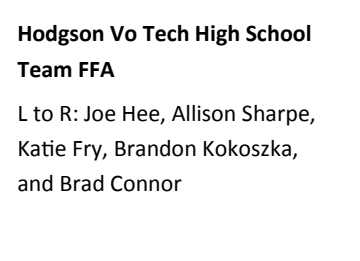 Hodgson Vo Tech High School
Team FFA
L to R: Joe Hee, Allison Sharpe,
Katie Fry, Brandon Kokoszka,
and Brad Connor